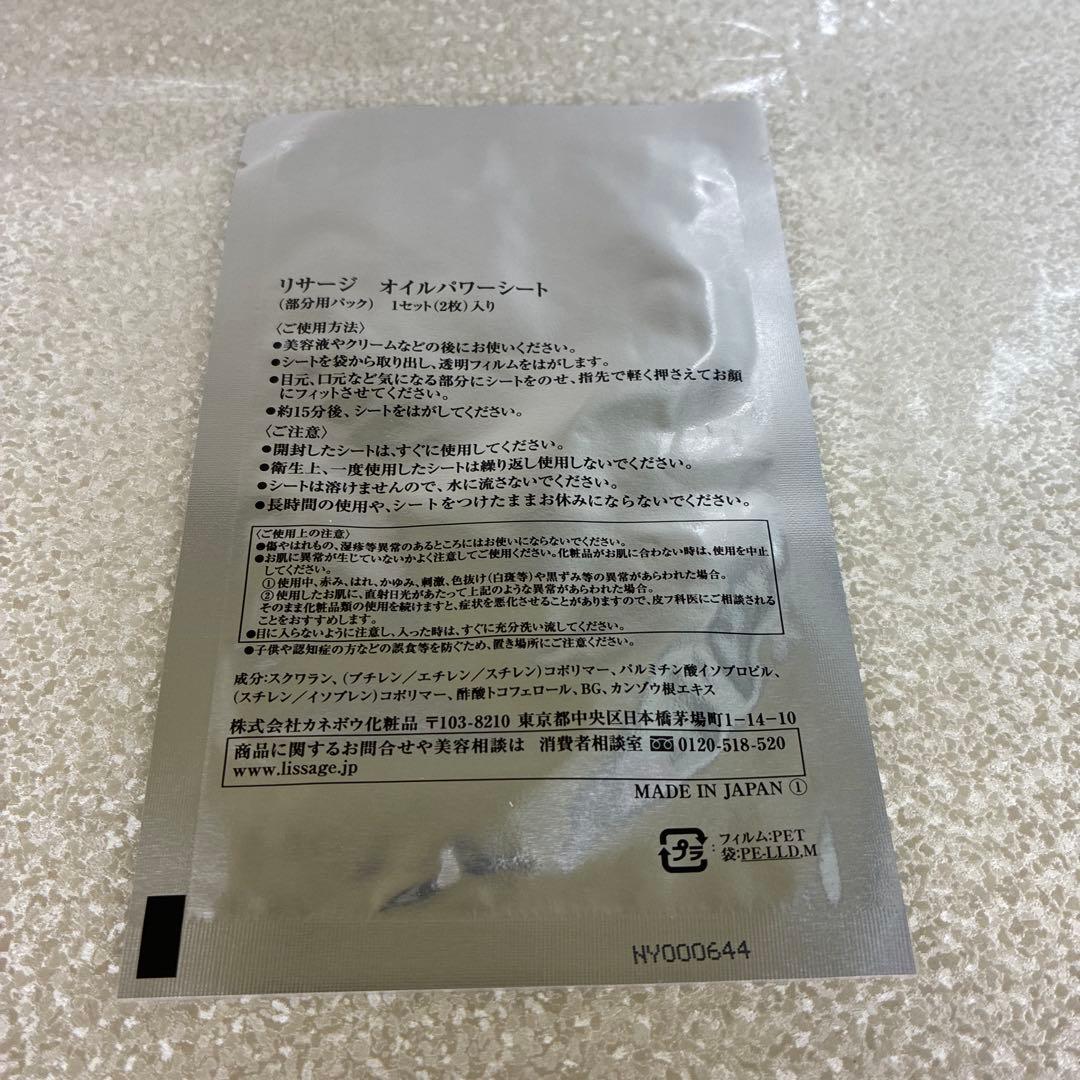 リサージ　オイルパワーシート
(部分用パック)　1セット(2枚)入り
〈ご使用方法〉
●美容液やクリームなどの後にお使いください。
●シートを袋から取り出し、透明フィルムをはがします。
●目元、口元など気になる部分にシートをのせ、指先で軽く押さえてお顔
にフィットさせてください。
●約15分後、シートをはがしてください。
〈ご注意〉
●開封したシートは、すぐに使用してください。
●衛生上、一度使用したシートは繰り返し使用しないでください。
●シートは溶けませんので、水に流さないでください。
●長時間の使用や、シートをつけたままお休みにならないでください。
〈ご使用上の注意〉
●傷やはれもの、湿疹等異常のあるところにはお使いにならないでください。
●お肌に異常が生じていないかよく注意してご使用ください。化粧品がお肌に合わない時は、使用を中止
してください。
①使用中、赤み、はれ、かゆみ、刺激、色抜け(白斑等)や黒ずみ等の異常があらわれた場合。
②使用したお肌に、直射日光があたって上記のような異常があらわれた場合。
そのまま化粧品類の使用を続けますと、症状を悪化させることがありますので、皮フ科医にご相談される
ことをおすすめします。
●目に入らないように注意し、入った時は、すぐに充分洗い流してください。
●子供や認知症の方などの誤食等を防ぐため、置き場所にご注意ください。
成分:スクワラン、(ブチレン/エチレン/スチレン)コポリマー、パルミチン酸イソプロピル、
(スチレン/イソプレン)コポリマー、酢酸トコフェロール、BG、カンゾウ根エキス
株式会社カネボウ化粧品 〒103-8210 東京都中央区日本橋茅場町1-14-10
商品に関するお問合せや美容相談は　消費者相談室 0120-518-520
www.lissage.jp
MADE IN JAPAN ①
プラ : フィルム:PET
袋:PE-LLD,M
NY000644